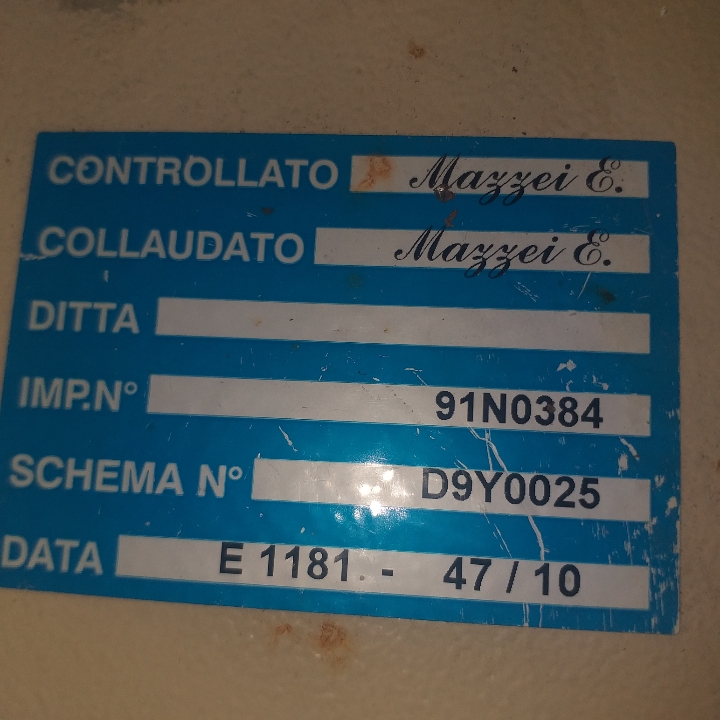 CONTROLLATO Mazzei E.
COLLAUDATO Mazzei E.
DITTA
IMP.N° 91N0384
SCHEMA N° D9Y0025
DATA E 1181 - 47 / 10